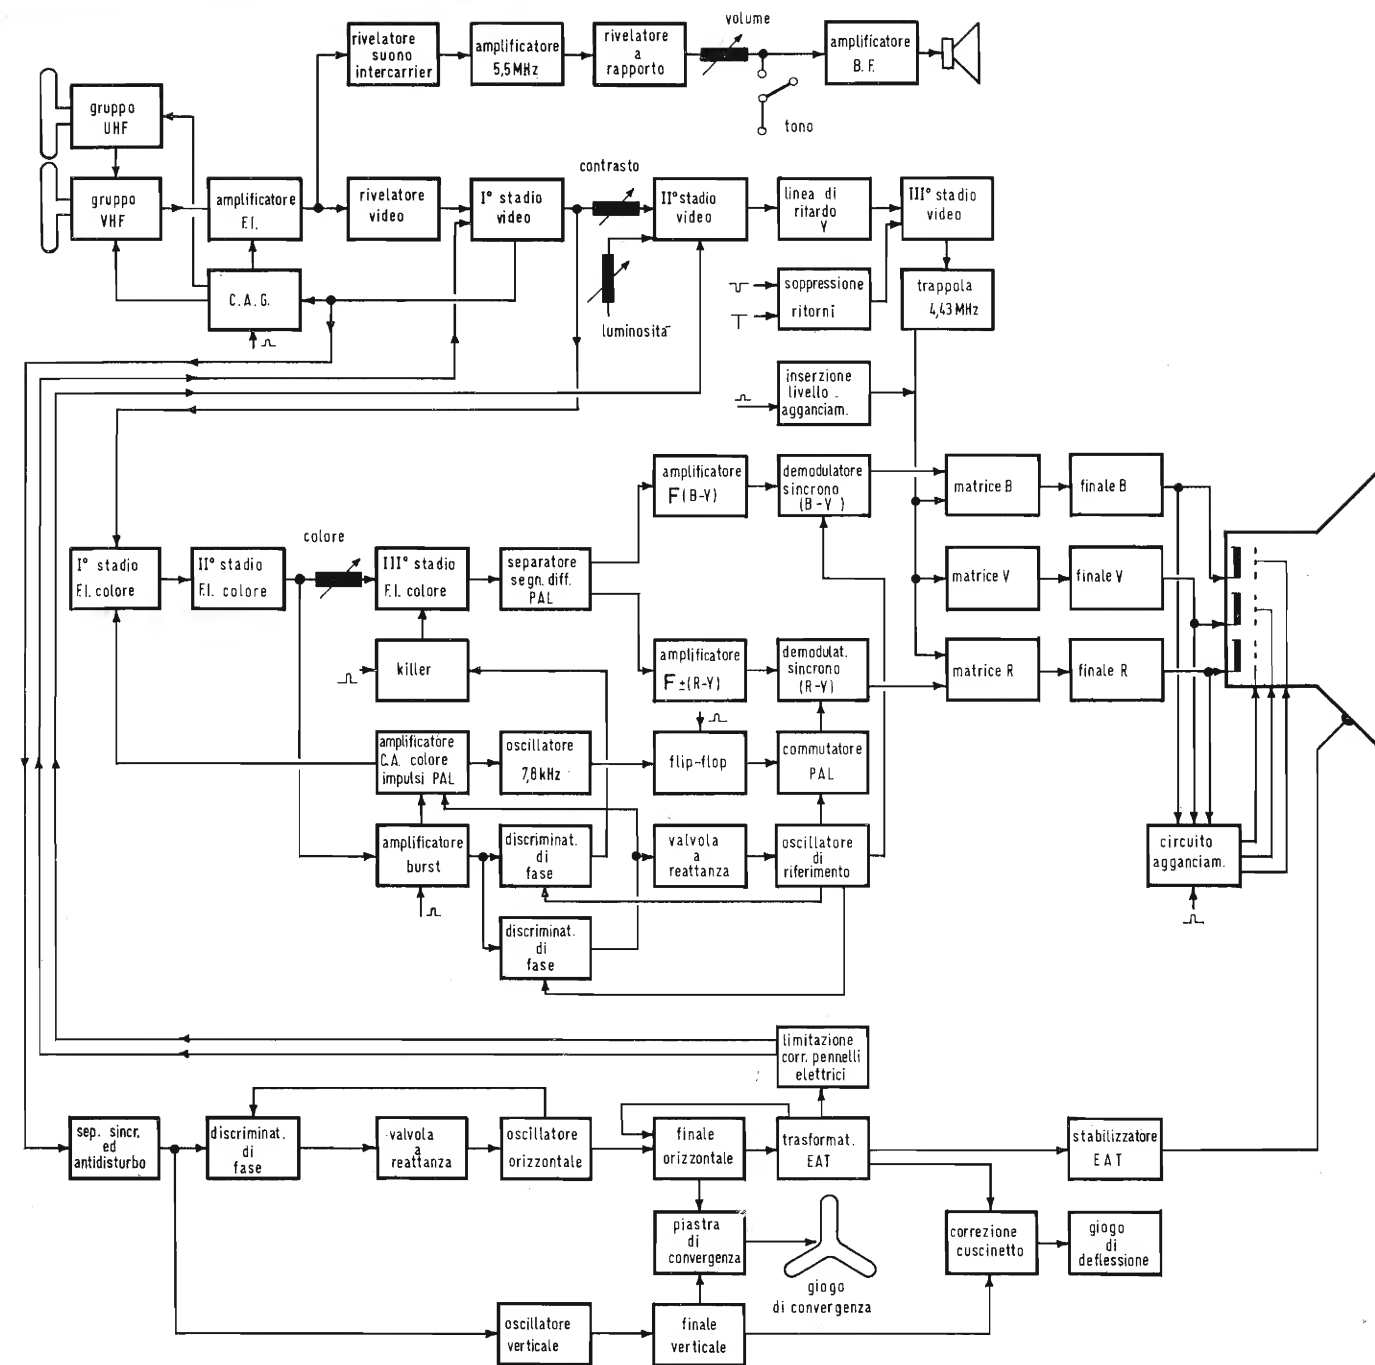 volume
rivelatore
suono
intercarrier
amplificatore
5,5MHz
rivelatore
a
rapporto
amplificatore
B. F.
tono
gruppo
UHF
gruppo
VHF
amplificatore
F.I.
rivelatore
video
I° stadio
video
contrasto
II° stadio
video
linea di
ritardo
Y
III° stadio
video
C.A.G.
luminosità
soppressione
ritorni
trappola
4,43 MHz
inserzione
livello .
agganciam.
amplificatore
F(B-Y)
demodulatore
sincrono
(B-Y)
matrice B
finale B
I° stadio
F.I. colore
II° stadio
F.I. colore
colore
III° stadio
F.I. colore
separatore
segn. diff.
PAL
matrice V
finale V
killer
amplificatore
F±(R-Y)
demodulat.
sincrono
(R-Y)
matrice R
finale R
amplificatore
C.A. colore
impulsi PAL
oscillatore
7,8 kHz
flip-flop
commutatore
PAL
amplificatore
burst
discriminat.
di
fase
valvola
a
reattanza
oscillatore
di
riferimento
circuito
agganciam.
discriminat.
di
fase
limitazione
corr. pennelli
elettrici
sep. sincr.
ed
antidisturbo
discriminat.
di
fase
valvola
a
reattanza
oscillatore
orizzontale
finale
orizzontale
trasformat.
EAT
stabilizzatore
EAT
piastra
di
convergenza
giogo
di convergenza
correzione
cuscinetto
giogo
di
deflessione
oscillatore
verticale
finale
verticale